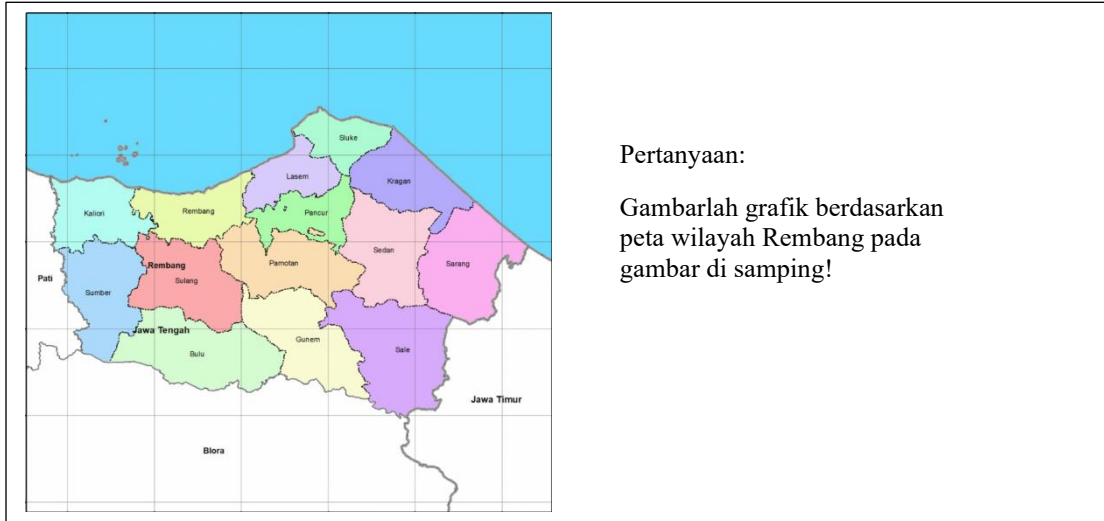 Sluke
Lasem
Kragan
Kaliori
Rembang
Pancur
Pertanyaan:
Gambarlah grafik berdasarkan
peta wilayah Rembang pada
gambar di samping!
Sedan
Sarang
Pamotan
Rembang
Pati
Sulang
Sumber
Jawa Tengah
Gunem
Bulu
Sale
Jawa Timur
Blora